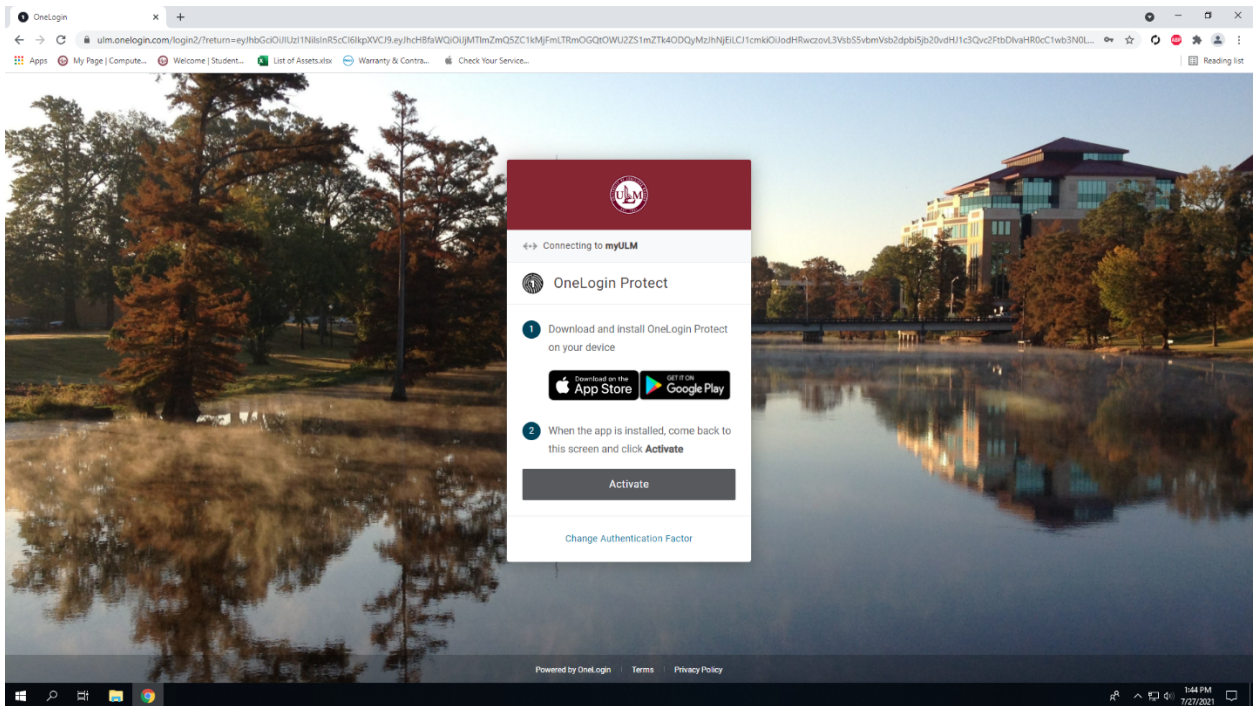 OneLogin
ulm.onelogin.com/login2/?return=
Apps
My Page | Compute...
Welcome | Student...
List of Assets.xlsx
Warranty & Contra...
Check Your Service...
Reading list
ULM
Connecting to myULM
OneLogin Protect
1 Download and install OneLogin Protect
on your device
Download on the
App Store
GET IT ON
Google Play
2 When the app is installed, come back to
this screen and click Activate
Activate
Change Authentication Factor
Powered by OneLogin | Terms | Privacy Policy
1:44 PM
7/27/2021